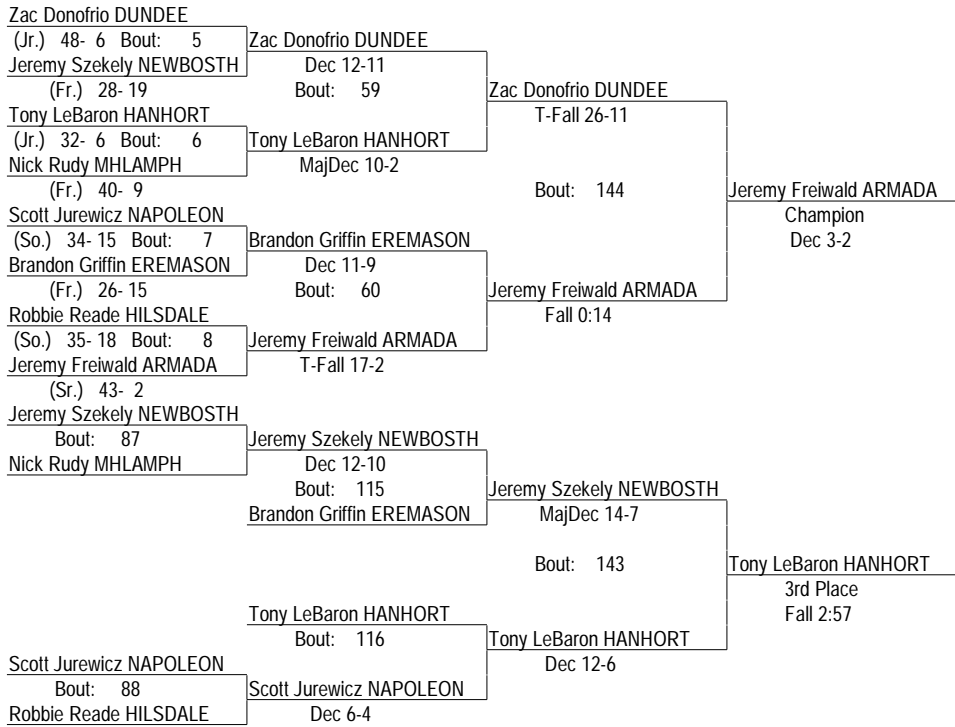 Zac Donofrio DUNDEE
(Jr.) 48- 6 Bout: 5 Zac Donofrio DUNDEE
Jeremy Szekely NEWBOSTH Dec 12-11
(Fr.) 28- 19 Bout: 59 Zac Donofrio DUNDEE
Tony LeBaron HANHORT T-Fall 26-11
(Jr.) 32- 6 Bout: 6 Tony LeBaron HANHORT
Nick Rudy MHLAMPH MajDec 10-2
(Fr.) 40- 9 Bout: 144 Jeremy Freiwald ARMADA
Scott Jurewicz NAPOLEON Champion
(So.) 34- 15 Bout: 7 Brandon Griffin EREMASON Dec 3-2
Brandon Griffin EREMASON Dec 11-9
(Fr.) 26- 15 Bout: 60 Jeremy Freiwald ARMADA
Robbie Reade HILSDALE Fall 0:14
(So.) 35- 18 Bout: 8 Jeremy Freiwald ARMADA
Jeremy Freiwald ARMADA T-Fall 17-2
(Sr.) 43- 2
Jeremy Szekely NEWBOSTH
Bout: 87 Jeremy Szekely NEWBOSTH
Nick Rudy MHLAMPH Dec 12-10
Bout: 115 Jeremy Szekely NEWBOSTH
Brandon Griffin EREMASON MajDec 14-7
Bout: 143 Tony LeBaron HANHORT
3rd Place
Tony LeBaron HANHORT Fall 2:57
Bout: 116 Tony LeBaron HANHORT
Scott Jurewicz NAPOLEON Dec 12-6
Bout: 88 Scott Jurewicz NAPOLEON
Robbie Reade HILSDALE Dec 6-4